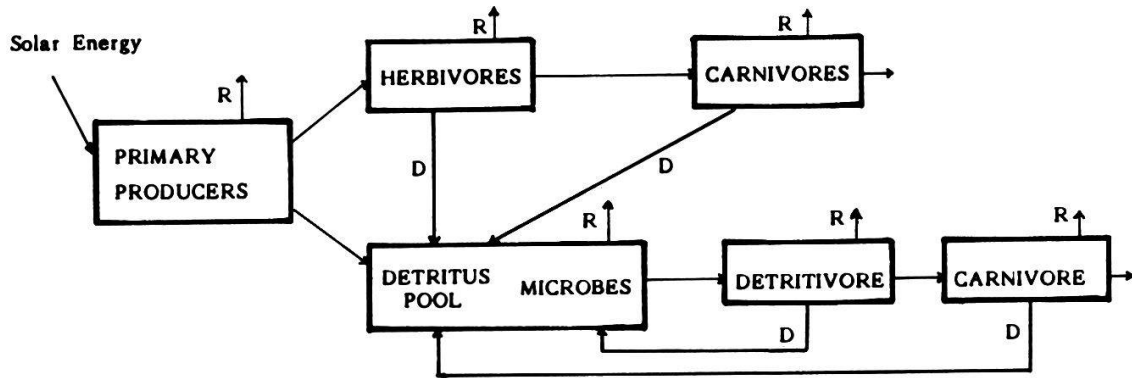 Solar Energy
R
PRIMARY
PRODUCERS
R
HERBIVORES
R
CARNIVORES
D
D
R
DETRITUS
POOL
MICROBES
R
DETRITIVORE
R
CARNIVORE
D
D